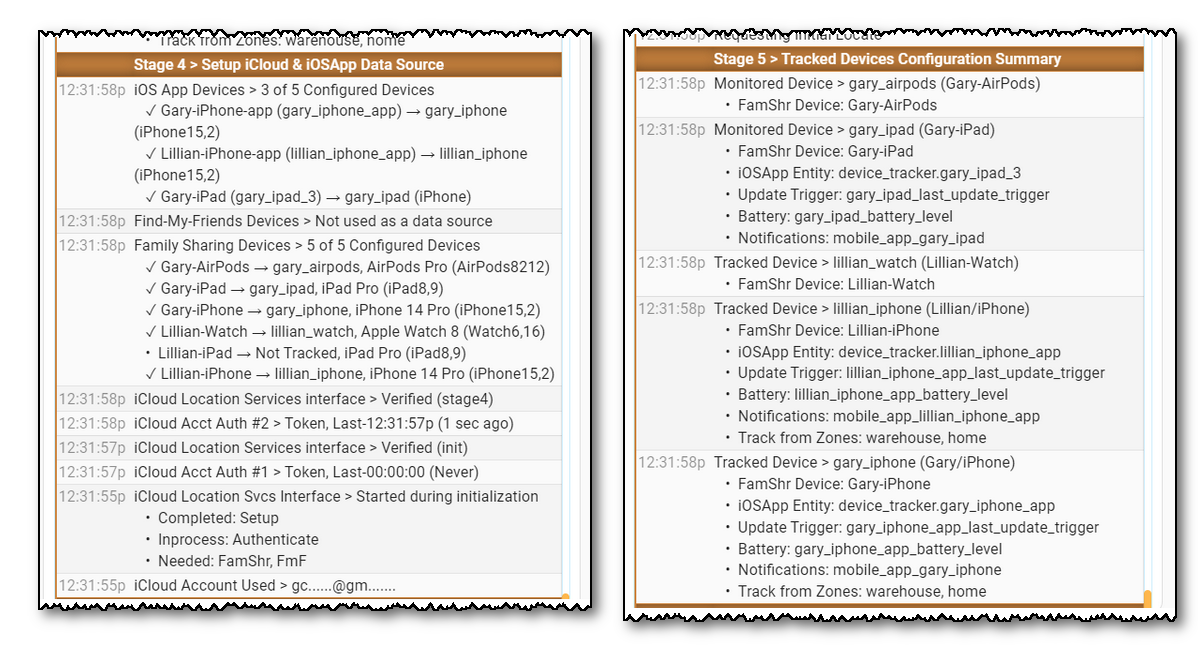 • Track from Zones: warehouse, home
Stage 4 > Setup iCloud & iOSApp Data Source
12:31:58p iOS App Devices > 3 of 5 Configured Devices
✓ Gary-iPhone-app (gary_iphone_app) → gary_iphone
(iPhone15,2)
✓ Lillian-iPhone-app (lillian_iphone_app) → lillian_iphone
(iPhone15,2)
✓ Gary-iPad (gary_ipad_3) → gary_ipad (iPhone)
12:31:58p Find-My-Friends Devices > Not used as a data source
12:31:58p Family Sharing Devices > 5 of 5 Configured Devices
✓ Gary-AirPods → gary_airpods, AirPods Pro (AirPods8212)
✓ Gary-iPad → gary_ipad, iPad Pro (iPad8,9)
✓ Gary-iPhone → gary_iphone, iPhone 14 Pro (iPhone15,2)
✓ Lillian-Watch → lillian_watch, Apple Watch 8 (Watch6,16)
• Lillian-iPad → Not Tracked, iPad Pro (iPad8,9)
✓ Lillian-iPhone → lillian_iphone, iPhone 14 Pro (iPhone15,2)
12:31:58p iCloud Location Services interface > Verified (stage4)
12:31:58p iCloud Acct Auth #2 > Token, Last-12:31:57p (1 sec ago)
12:31:57p iCloud Location Services interface > Verified (init)
12:31:57p iCloud Acct Auth #1 > Token, Last-00:00:00 (Never)
12:31:55p iCloud Location Svcs Interface > Started during initialization
• Completed: Setup
• Inprocess: Authenticate
• Needed: FamShr, FmF
12:31:55p iCloud Account Used > gc......@gm.......
12:31:58p Requesting Initial Locate
Stage 5 > Tracked Devices Configuration Summary
12:31:58p Monitored Device > gary_airpods (Gary-AirPods)
• FamShr Device: Gary-AirPods
12:31:58p Monitored Device > gary_ipad (Gary-iPad)
• FamShr Device: Gary-iPad
• iOSApp Entity: device_tracker.gary_ipad_3
• Update Trigger: gary_ipad_last_update_trigger
• Battery: gary_ipad_battery_level
• Notifications: mobile_app_gary_ipad
12:31:58p Tracked Device > lillian_watch (Lillian-Watch)
• FamShr Device: Lillian-Watch
12:31:58p Tracked Device > lillian_iphone (Lillian/iPhone)
• FamShr Device: Lillian-iPhone
• iOSApp Entity: device_tracker.lillian_iphone_app
• Update Trigger: lillian_iphone_app_last_update_trigger
• Battery: lillian_iphone_app_battery_level
• Notifications: mobile_app_lillian_iphone_app
• Track from Zones: warehouse, home
12:31:58p Tracked Device > gary_iphone (Gary/iPhone)
• FamShr Device: Gary-iPhone
• iOSApp Entity: device_tracker.gary_iphone_app
• Update Trigger: gary_iphone_app_last_update_trigger
• Battery: gary_iphone_app_battery_level
• Notifications: mobile_app_gary_iphone
• Track from Zones: warehouse, home